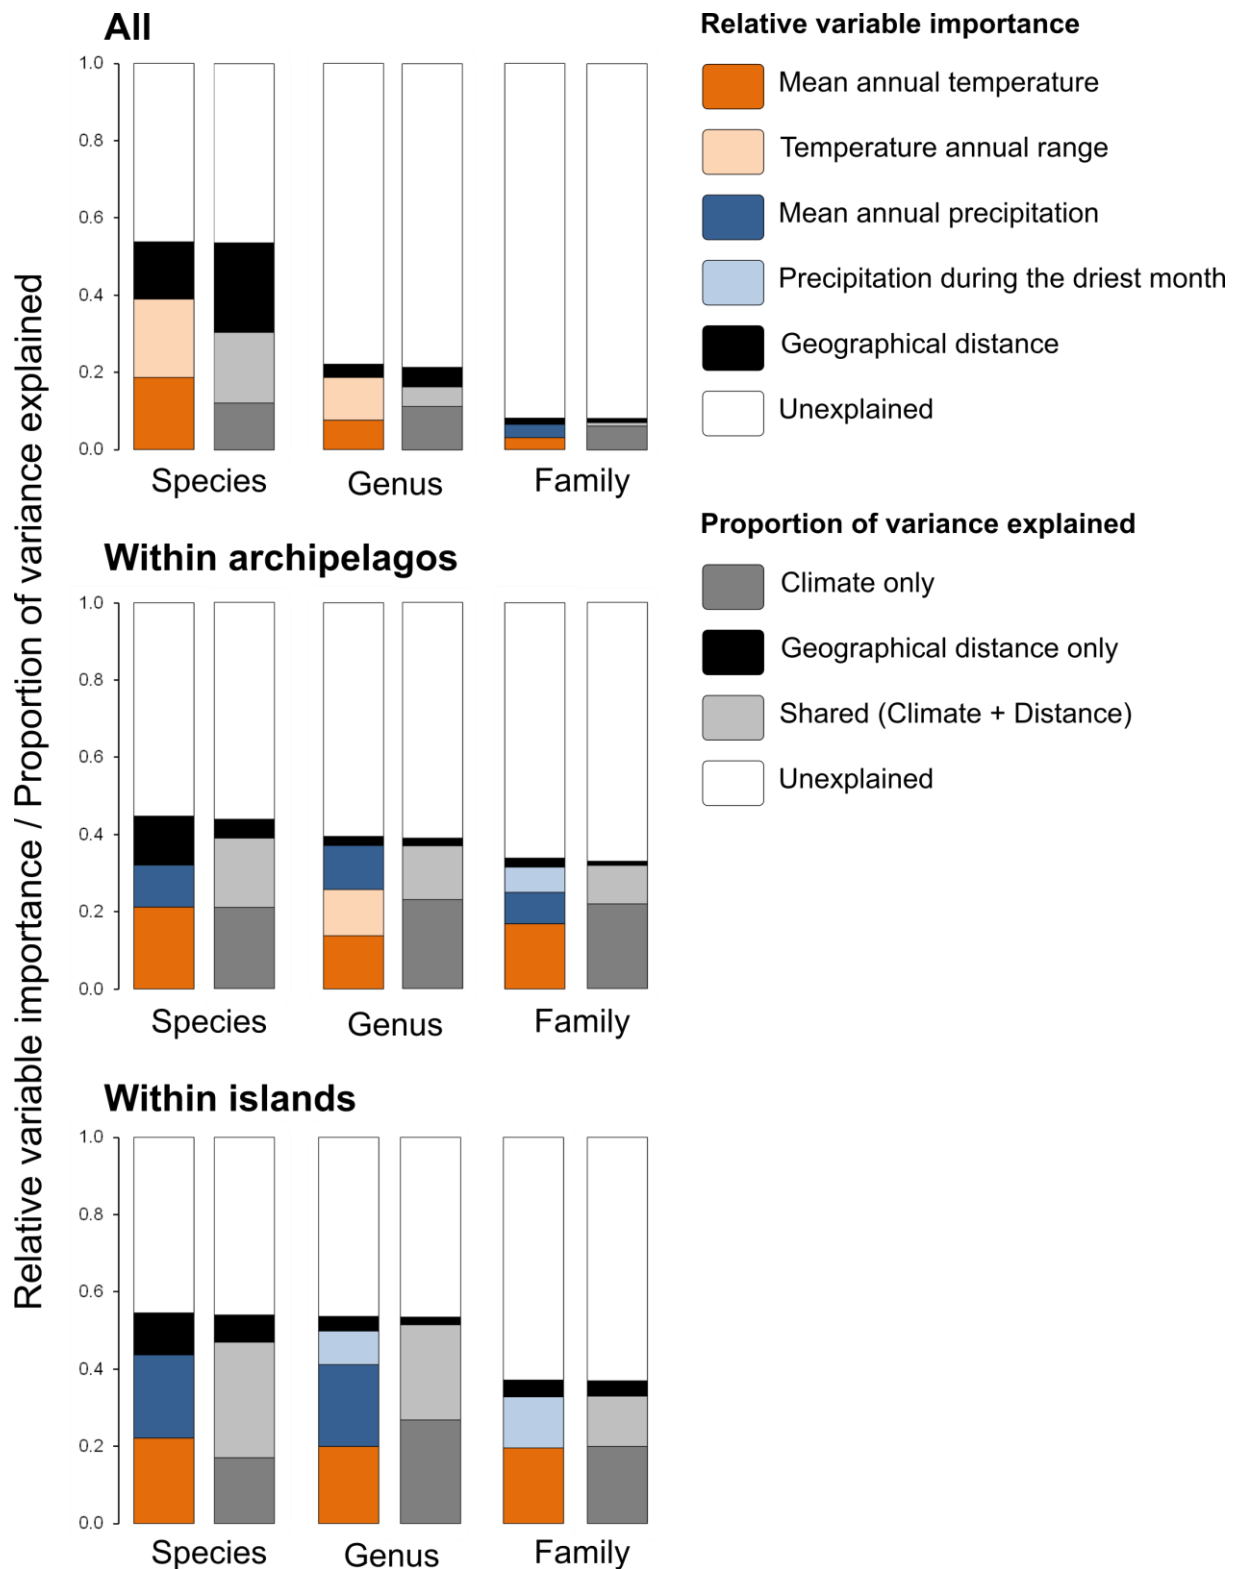 All
1.0
0.8
0.6
0.4
0.2
0.0
Species Genus Family
Within archipelagos
1.0
0.8
0.6
0.4
0.2
0.0
Species Genus Family
Within islands
1.0
0.8
0.6
0.4
0.2
0.0
Species Genus Family
Relative variable importance / Proportion of variance explained
Relative variable importance
Mean annual temperature
Temperature annual range
Mean annual precipitation
Precipitation during the driest month
Geographical distance
Unexplained
Proportion of variance explained
Climate only
Geographical distance only
Shared (Climate + Distance)
Unexplained